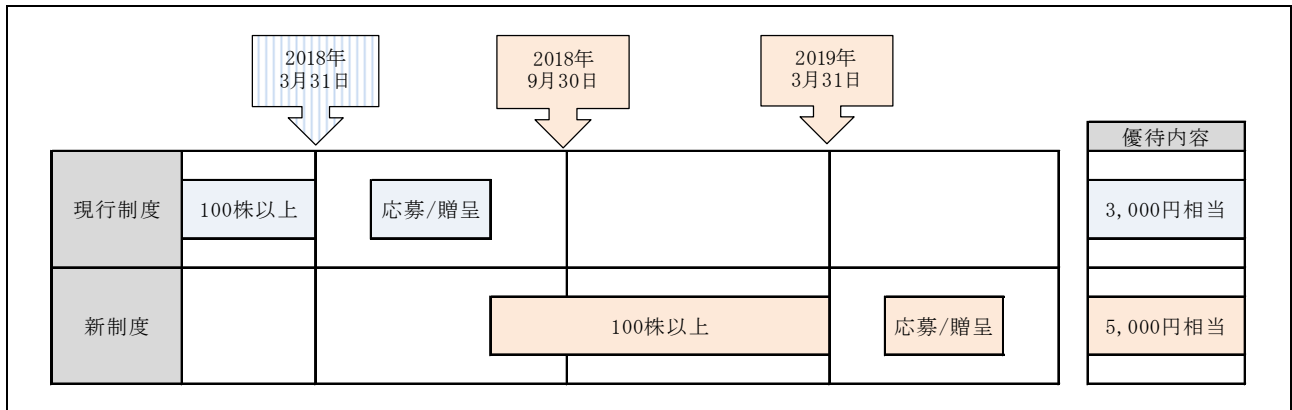 2018年
3月31日
2018年
9月30日
2019年
3月31日
優待内容
現行制度
100株以上
応募/贈呈
3,000円相当
新制度
100株以上
応募/贈呈
5,000円相当